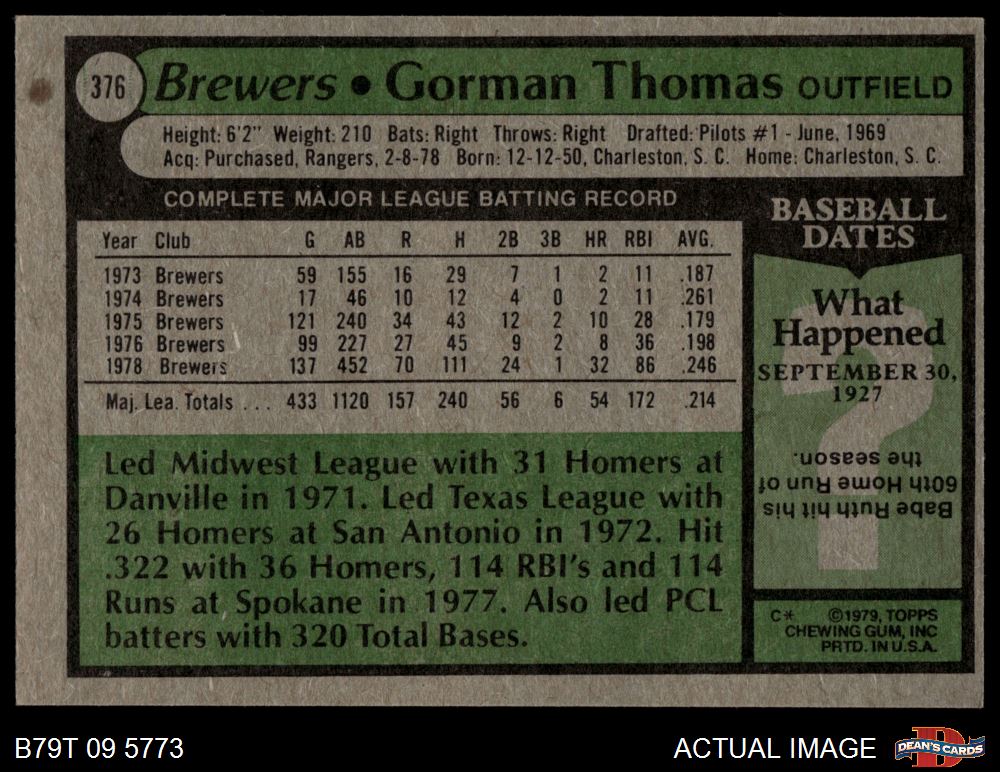 376 Brewers • Gorman Thomas OUTFIELD
Height: 6'2" Weight: 210 Bats: Right Throws: Right Drafted: Pilots #1 - June, 1969
Acq: Purchased, Rangers, 2-8-78 Born: 12-12-50, Charleston, S. C. Home: Charleston, S. C.
COMPLETE MAJOR LEAGUE BATTING RECORD
Year Club G AB R H 2B 3B HR RBI AVG.
1973 Brewers 59 155 16 29 7 1 2 11 .187
1974 Brewers 17 46 10 12 4 0 2 11 .261
1975 Brewers 121 240 34 43 12 2 10 28 .179
1976 Brewers 99 227 27 45 9 2 8 36 .198
1978 Brewers 137 452 70 111 24 1 32 86 .246
Maj. Lea. Totals ... 433 1120 157 240 56 6 54 172 .214
Led Midwest League with 31 Homers at
Danville in 1971. Led Texas League with
26 Homers at San Antonio in 1972. Hit
.322 with 36 Homers, 114 RBI's and 114
Runs at Spokane in 1977. Also led PCL
batters with 320 Total Bases.
BASEBALL
DATES
What
Happened
SEPTEMBER 30,
1927
?
Babe Ruth hit his
60th Home Run of
the season.
C* ©1979, TOPPS
CHEWING GUM, INC
PRTD. IN U.S.A.
B79T 09 5773
ACTUAL IMAGE
D
DEAN'S CARDS